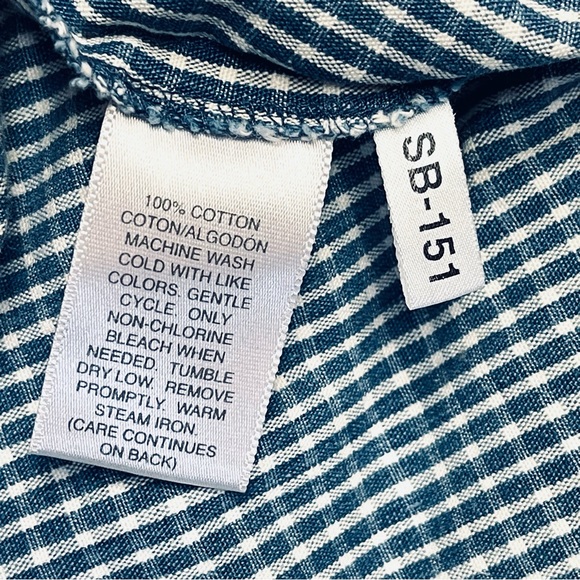 100% COTTON
COTON/ALGODÓN
MACHINE WASH
COLD WITH LIKE
COLORS. GENTLE
CYCLE. ONLY
NON-CHLORINE
BLEACH WHEN
NEEDED. TUMBLE
DRY LOW. REMOVE
PROMPTLY. WARM
STEAM IRON.
(CARE CONTINUES
ON BACK)
SB-151